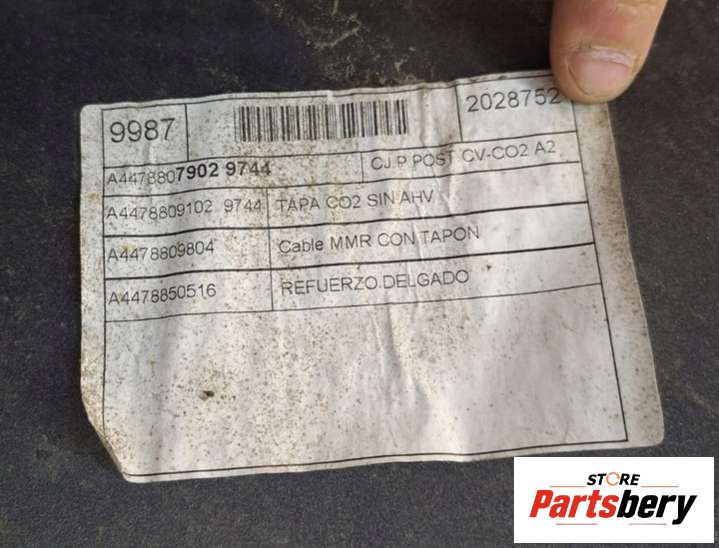 9987
2028752
A4478807902 9744 CJ P POST CV-CO2 A2
A4478809102 9744 TAPA CO2 SIN AHV
A4478809804 Cable MMR CON TAPON
A4478850516 REFUERZO DELGADO
STORE
Partsbery